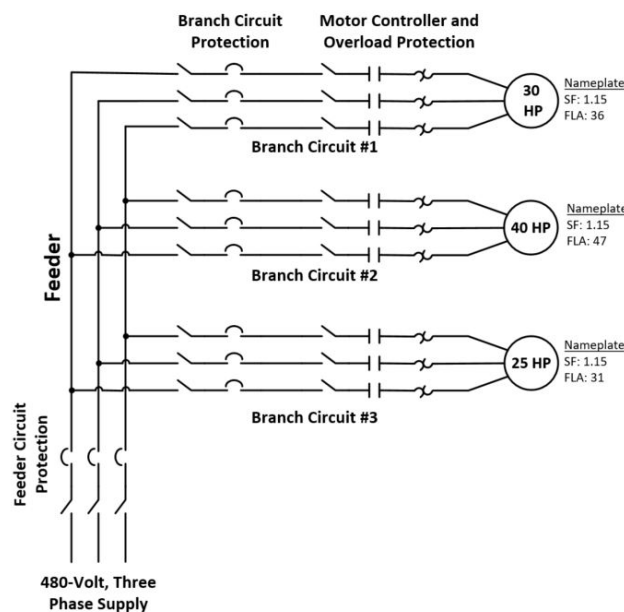 Branch Circuit
Protection
Motor Controller and
Overload Protection
30
HP
Nameplate
SF: 1.15
FLA: 36
Branch Circuit #1
40 HP
Nameplate
SF: 1.15
FLA: 47
Branch Circuit #2
Feeder
25 HP
Nameplate
SF: 1.15
FLA: 31
Branch Circuit #3
Feeder Circuit
Protection
480-Volt, Three
Phase Supply